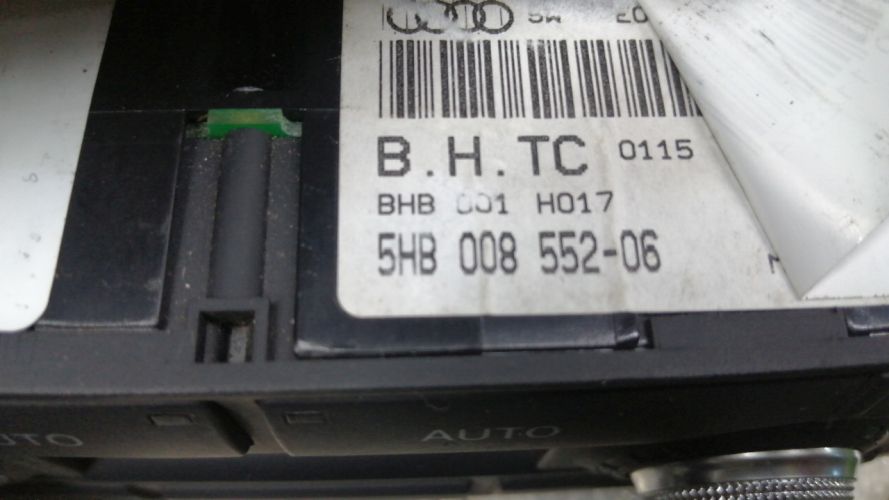 B.H.TC 0115
BHB 001 H017
5HB 008 552-06
AUTO AUTO